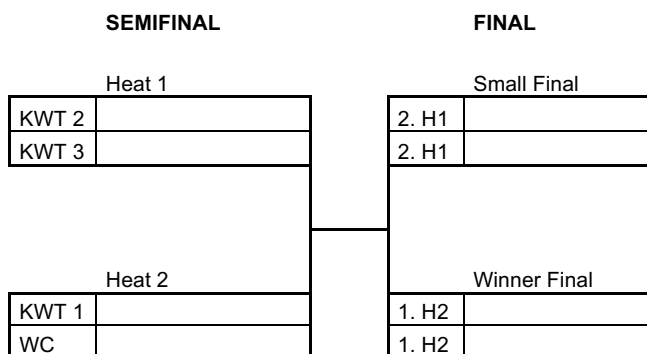 SEMIFINAL FINAL
Heat 1 Small Final
KWT 2 2. H1
KWT 3 2. H1
Heat 2 Winner Final
KWT 1 1. H2
WC 1. H2